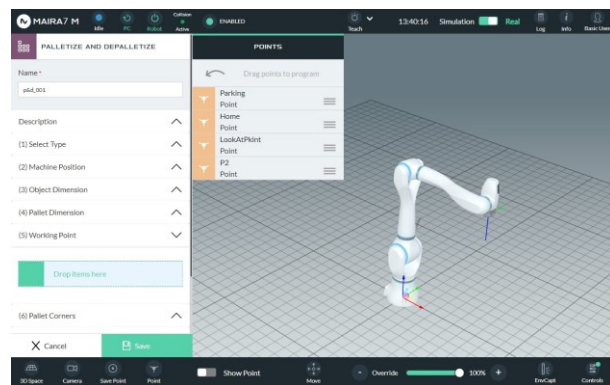 MAIRA7 M
Idle
PC
Robot
Collision
Active
ENABLED
Teach
13:40:16
Simulation
Real
Log
Info
Basic User
PALLETIZE AND DEPALLETIZE
Name*
p&d_001
Description
(1) Select Type
(2) Machine Position
(3) Object Dimension
(4) Pallet Dimension
(5) Working Point
Drop items here
(6) Pallet Corners
Cancel
Save
POINTS
Drag points to program
Parking
Point
Home
Point
LookAtPkint
Point
P2
Point
3D Space
Camera
Save Point
Point
Show Point
Move
- Override
100% +
EnvCapt
Controls